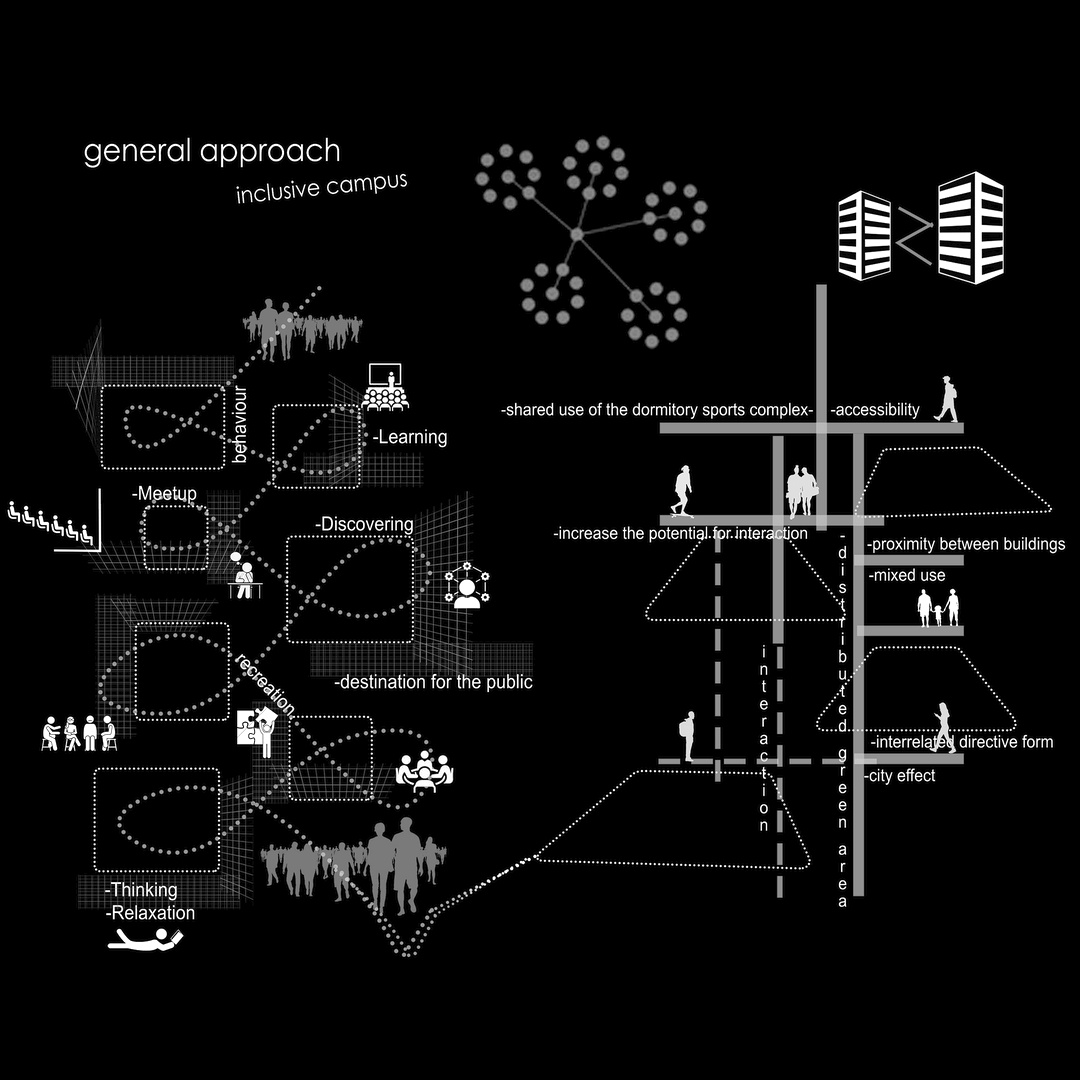 general approach
inclusive campus
behaviour
-Learning
-Meetup
-Discovering
recreation
-destination for the public
-Thinking
-Relaxation
-shared use of the dormitory sports complex-
-accessibility
-increase the potential for interaction
-proximity between buildings
-mixed use
-distributed green area
interaction
-interrelated directive form
-city effect